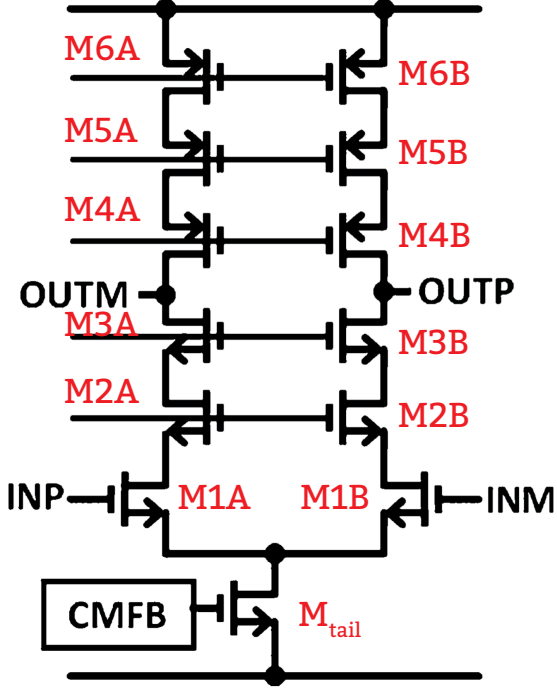 M6A
M6B
M5A
M5B
M4A
M4B
OUTM
OUTP
M3A
M3B
M2A
M2B
INP
M1A
M1B
INM
CMFB
Mtail